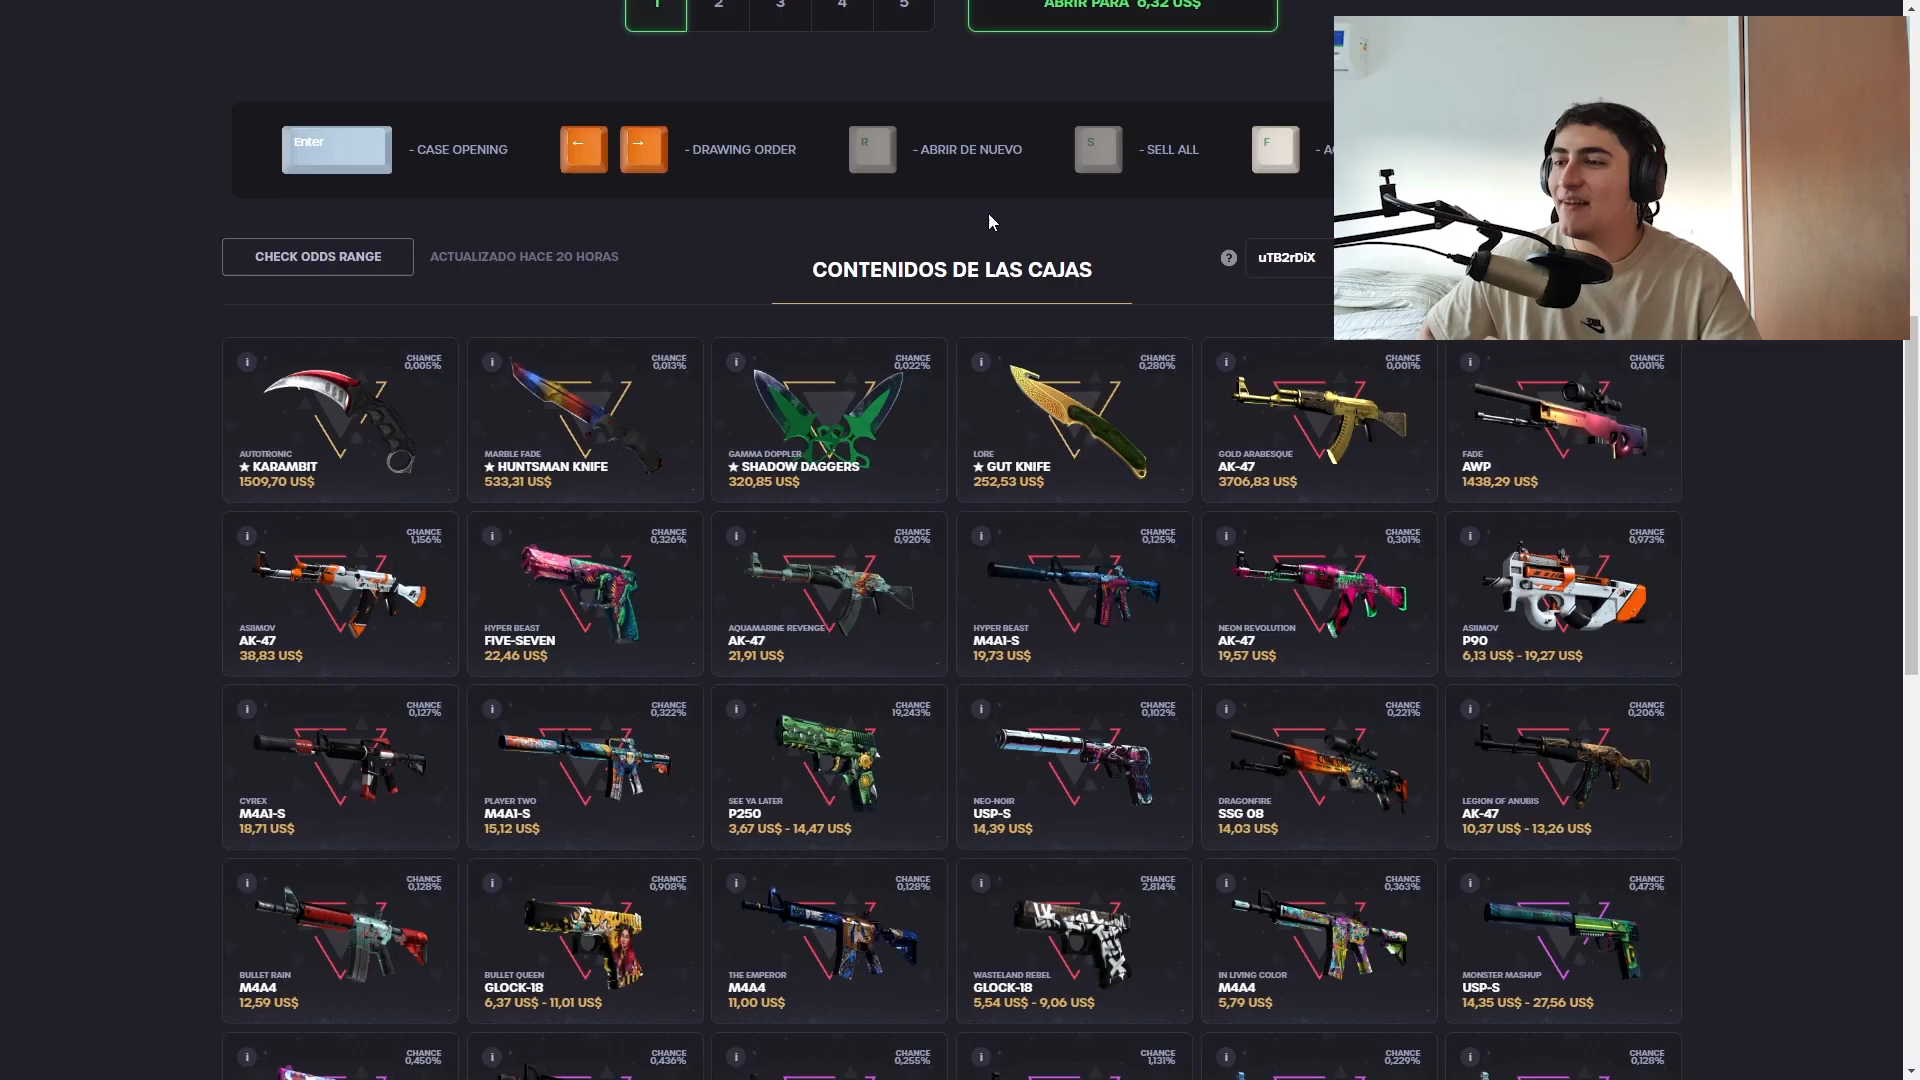 1 2 3 4 5 ABRIR PARA 6,32 US$
Enter - CASE OPENING ← → - DRAWING ORDER R - ABRIR DE NUEVO S - SELL ALL F
CHECK ODDS RANGE ACTUALIZADO HACE 20 HORAS
CONTENIDOS DE LAS CAJAS
? uTB2rDiX
i CHANCE
0,005%
AUTOTRONIC
★ KARAMBIT
1509,70 US$
i CHANCE
0,013%
MARBLE FADE
★ HUNTSMAN KNIFE
533,31 US$
i CHANCE
0,022%
GAMMA DOPPLER
★ SHADOW DAGGERS
320,85 US$
i CHANCE
0,280%
LORE
★ GUT KNIFE
252,53 US$
i CHANCE
0,001%
GOLD ARABESQUE
AK-47
3706,83 US$
i CHANCE
0,001%
FADE
AWP
1438,29 US$
i CHANCE
1,156%
ASIIMOV
AK-47
38,83 US$
i CHANCE
0,326%
HYPER BEAST
FIVE-SEVEN
22,46 US$
i CHANCE
0,920%
AQUAMARINE REVENGE
AK-47
21,91 US$
i CHANCE
0,125%
HYPER BEAST
M4A1-S
19,73 US$
i CHANCE
0,301%
NEON REVOLUTION
AK-47
19,57 US$
i CHANCE
0,973%
ASIIMOV
P90
6,13 US$ - 19,27 US$
i CHANCE
0,127%
CYREX
M4A1-S
18,71 US$
i CHANCE
0,322%
PLAYER TWO
M4A1-S
15,12 US$
i CHANCE
19,243%
SEE YA LATER
P250
3,67 US$ - 14,47 US$
i CHANCE
0,102%
NEO-NOIR
USP-S
14,39 US$
i CHANCE
0,221%
DRAGONFIRE
SSG 08
14,03 US$
i CHANCE
0,206%
LEGION OF ANUBIS
AK-47
10,37 US$ - 13,26 US$
i CHANCE
0,128%
BULLET RAIN
M4A4
12,59 US$
i CHANCE
0,908%
BULLET QUEEN
GLOCK-18
6,37 US$ - 11,01 US$
i CHANCE
0,128%
THE EMPEROR
M4A4
11,00 US$
i CHANCE
2,814%
WASTELAND REBEL
GLOCK-18
5,54 US$ - 9,06 US$
i CHANCE
0,363%
IN LIVING COLOR
M4A4
5,79 US$
i CHANCE
0,473%
MONSTER MASHUP
USP-S
14,35 US$ - 27,56 US$
i CHANCE
0,450%
i CHANCE
0,436%
i CHANCE
0,255%
i CHANCE
1,131%
i CHANCE
0,229%
i CHANCE
0,128%